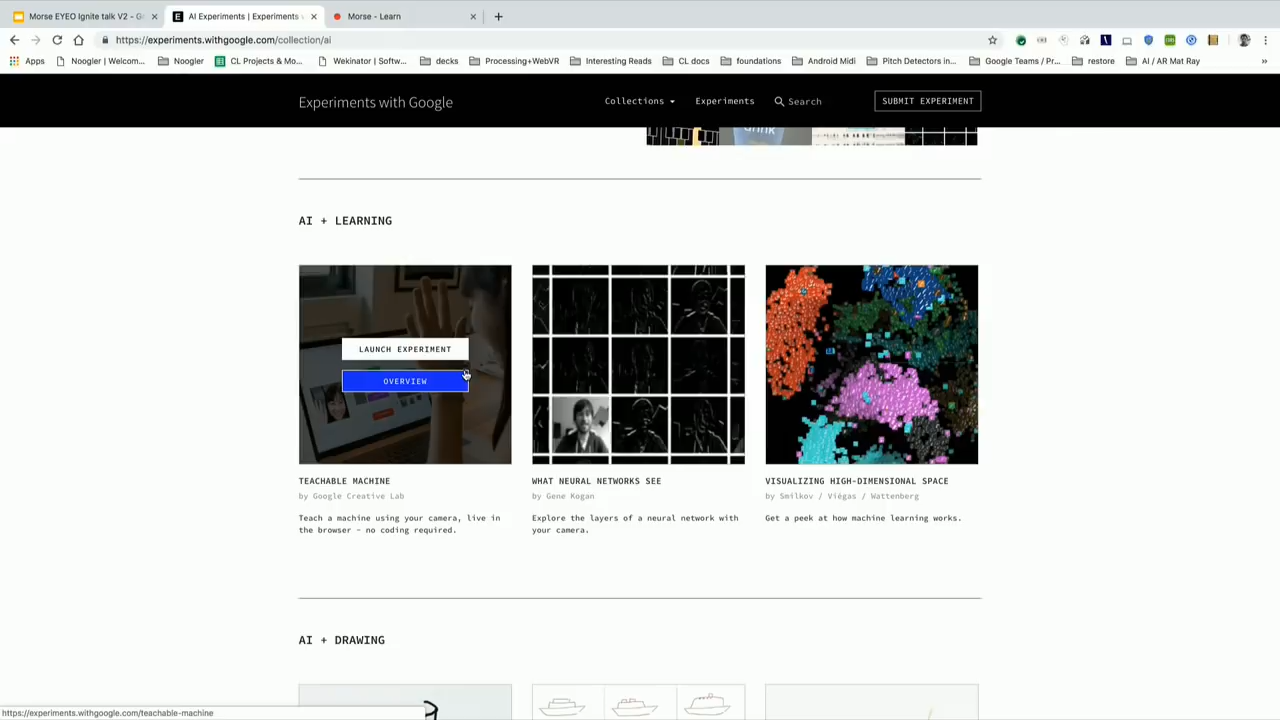 Morse EYEO Ignite talk V2 - G
AI Experiments | Experiments
Morse - Learn
https://experiments.withgoogle.com/collection/ai
Apps
Noogler | Welcom...
Noogler
CL Projects & Mo...
Wekinator | Softw...
decks
Processing+WebVR
Interesting Reads
CL docs
foundations
Android Midi
Pitch Detectors in...
Google Teams / Pr...
restore
AI / AR Mat Ray
Experiments with Google
Collections
Experiments
Search
SUBMIT EXPERIMENT
AI + LEARNING
LAUNCH EXPERIMENT
OVERVIEW
TEACHABLE MACHINE
by Google Creative Lab
Teach a machine using your camera, live in
the browser – no coding required.
WHAT NEURAL NETWORKS SEE
by Gene Kogan
Explore the layers of a neural network with
your camera.
VISUALIZING HIGH-DIMENSIONAL SPACE
by Smilkov / Viégas / Wattenberg
Get a peek at how machine learning works.
AI + DRAWING
https://experiments.withgoogle.com/teachable-machine